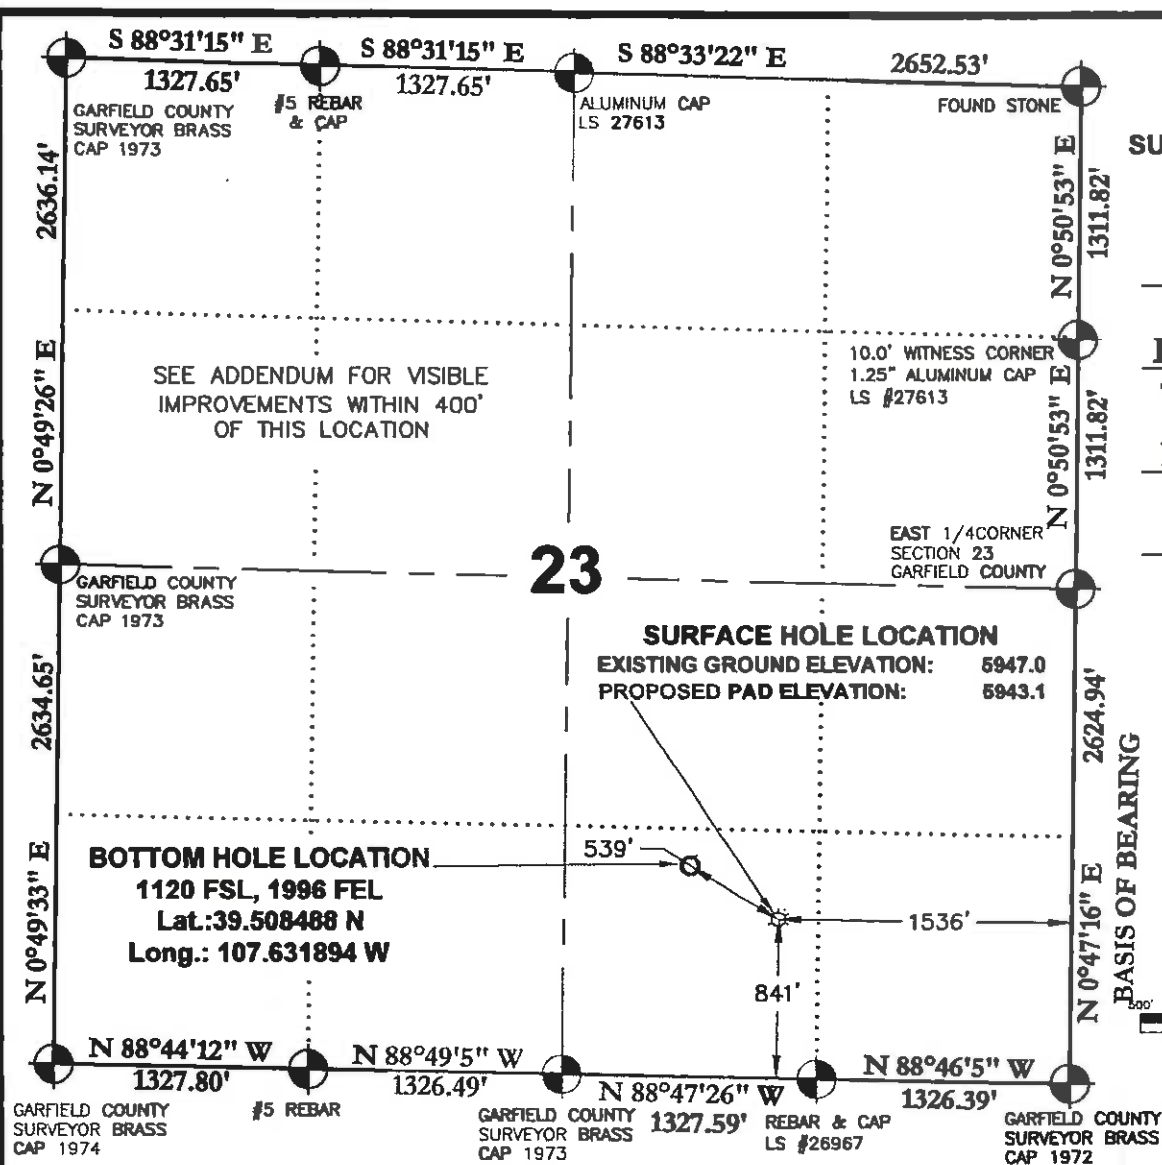 S 88°31'15" E
1327.65'
S 88°31'15" E
1327.65'
S 88°33'22" E
2652.53'
GARFIELD COUNTY
SURVEYOR BRASS
CAP 1973
#5 REBAR
& CAP
ALUMINUM CAP
LS 27613
FOUND STONE
SU
2636.14'
N 0°50'53" E
1311.82'
N 0°49'26" E
SEE ADDENDUM FOR VISIBLE
IMPROVEMENTS WITHIN 400'
OF THIS LOCATION
10.0' WITNESS CORNER
1.25" ALUMINUM CAP
LS #27613
N 0°50'53" E
1311.82'
EAST 1/4CORNER
SECTION 23
GARFIELD COUNTY
23
GARFIELD COUNTY
SURVEYOR BRASS
CAP 1973
SURFACE HOLE LOCATION
EXISTING GROUND ELEVATION: 5947.0
PROPOSED PAD ELEVATION: 5943.1
2634.65'
2624.94'
BASIS OF BEARING
N 0°49'33" E
N 0°47'16" E
BOTTOM HOLE LOCATION
1120 FSL, 1996 FEL
Lat.:39.508488 N
Long.: 107.631894 W
539'
1536'
841'
500'
N 88°44'12" W
1327.80'
N 88°49'5" W
1326.49'
N 88°47'26" W
1327.59'
N 88°46'5" W
1326.39'
GARFIELD COUNTY
SURVEYOR BRASS
CAP 1974
#5 REBAR
GARFIELD COUNTY
SURVEYOR BRASS
CAP 1973
REBAR & CAP
LS #26967
GARFIELD COUNTY
SURVEYOR BRASS
CAP 1972